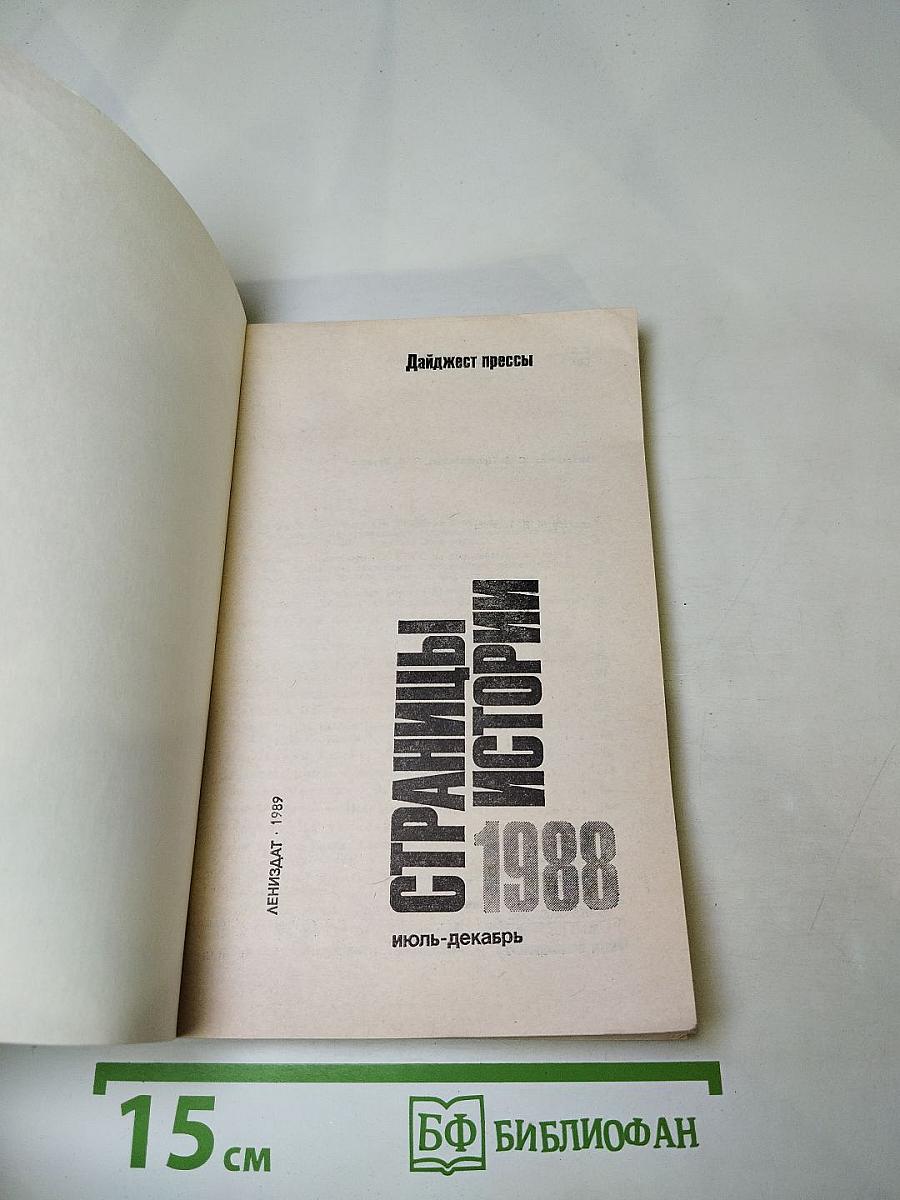 Дайджест прессы
СТРАНИЦЫ
ИСТОРИИ
1988
июль-декабрь
ЛЕНИЗДАТ · 1989
15 см
БФ БИБЛИОФАН